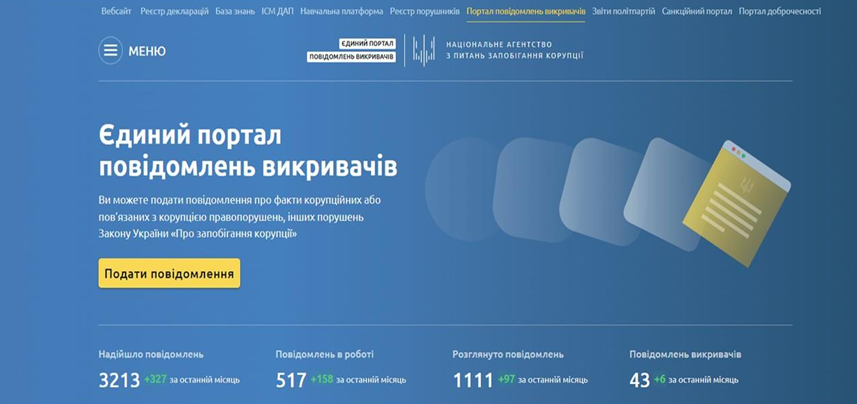 Вебсайт Реєстр декларацій База знань ІСМ ДАП Навчальна платформа Реєстр порушників Портал повідомлень викривачів Звіти політпартій Санкційний портал Портал доброчесності
МЕНЮ
ЄДИНИЙ ПОРТАЛ
ПОВІДОМЛЕНЬ ВИКРИВАЧІВ
НАЦІОНАЛЬНЕ АГЕНТСТВО
З ПИТАНЬ ЗАПОБІГАННЯ КОРУПЦІЇ
Єдиний портал
повідомлень викривачів
Ви можете подати повідомлення про факти корупційних або
пов’язаних з корупцією правопорушень, інших порушень
Закону України «Про запобігання корупції»
Подати повідомлення
Надійшло повідомлень
3213 +327 за останній місяць
Повідомлень в роботі
517 +158 за останній місяць
Розглянуто повідомлень
1111 +97 за останній місяць
Повідомлень викривачів
43 +6 за останній місяць